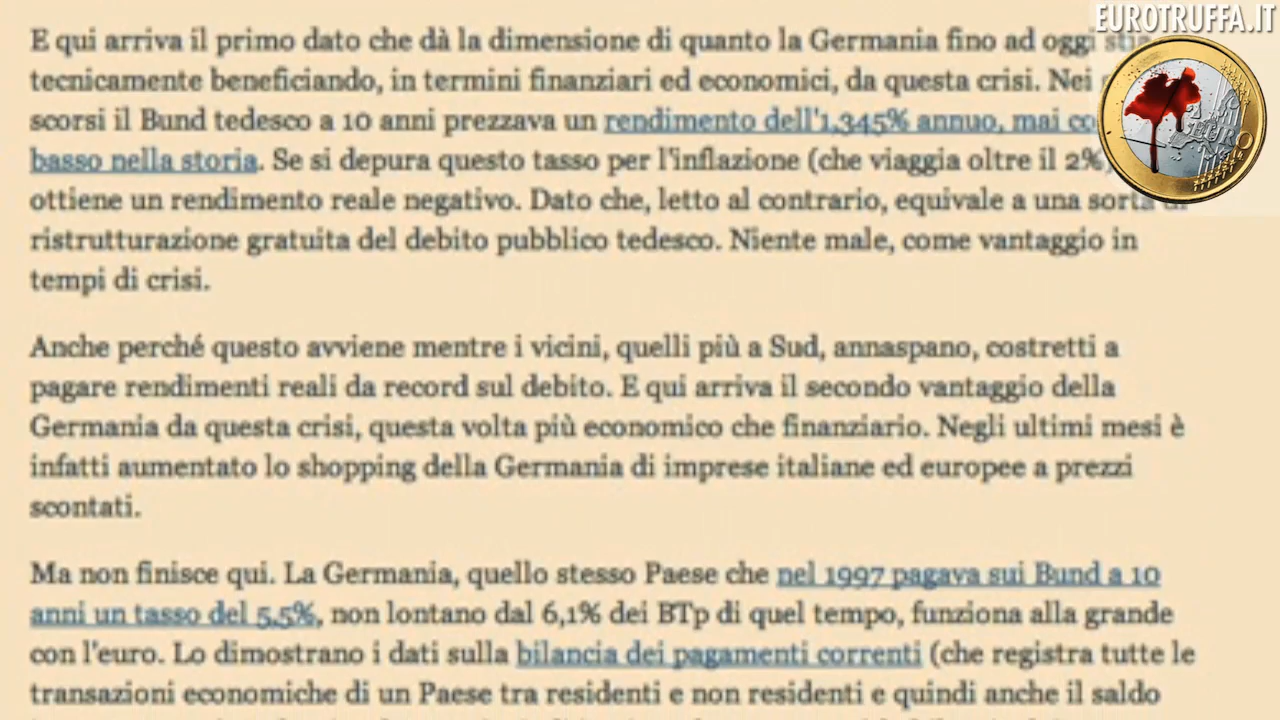 EUROTRUFFA.IT
E qui arriva il primo dato che dà la dimensione di quanto la Germania fino ad oggi stia
tecnicamente beneficiando, in termini finanziari ed economici, da questa crisi. Nei
scorsi il Bund tedesco a 10 anni prezzava un rendimento dell'1,345% annuo, mai
basso nella storia. Se si depura questo tasso per l'inflazione (che viaggia oltre il 2%
ottiene un rendimento reale negativo. Dato che, letto al contrario, equivale a una sorta di
ristrutturazione gratuita del debito pubblico tedesco. Niente male, come vantaggio in
tempi di crisi.
Anche perché questo avviene mentre i vicini, quelli più a Sud, annaspano, costretti a
pagare rendimenti reali da record sul debito. E qui arriva il secondo vantaggio della
Germania da questa crisi, questa volta più economico che finanziario. Negli ultimi mesi è
infatti aumentato lo shopping della Germania di imprese italiane ed europee a prezzi
scontati.
Ma non finisce qui. La Germania, quello stesso Paese che nel 1997 pagava sui Bund a 10
anni un tasso del 5,5%, non lontano dal 6,1% dei BTp di quel tempo, funziona alla grande
con l'euro. Lo dimostrano i dati sulla bilancia dei pagamenti correnti (che registra tutte le
transazioni economiche di un Paese tra residenti e non residenti e quindi anche il saldo